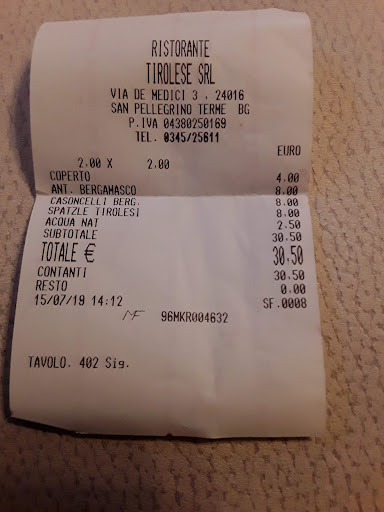 RISTORANTE
TIROLESE SRL
VIA DE MEDICI 3 . 24016
SAN PELLEGRINO TERME BG
P.IVA 04380250169
TEL. 0345/25611
EURO
2.00 X 2.00
COPERTO 4.00
ANT. BERGAMASCO 8.00
CASONCELLI BERG. 8.00
SPATZLE TIROLESI 8.00
ACQUA NAT 2.50
SUBTOTALE 30.50
TOTALE € 30.50
CONTANTI 30.50
RESTO 0.00
15/07/19 14:12 SF.0008
MF 96MKR004632
TAVOLO. 402 Sig.